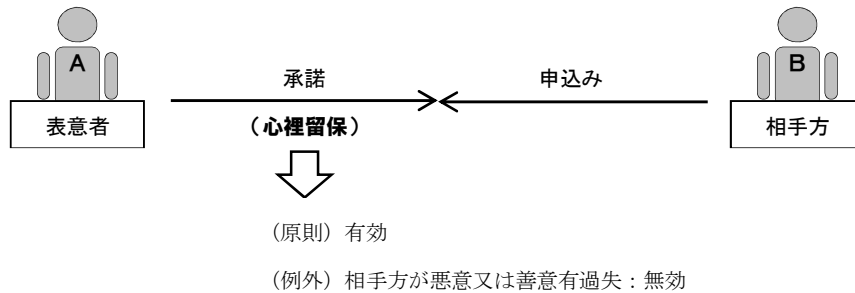 A
B
承諾
申込み
表意者
（心裡留保）
相手方
（原則）有効
（例外）相手方が悪意又は善意有過失：無効